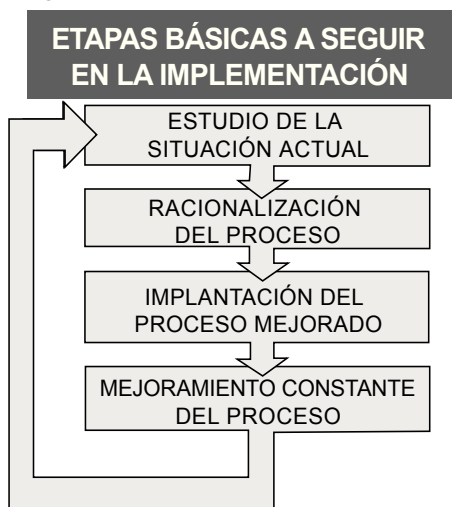 ETAPAS BÁSICAS A SEGUIR
EN LA IMPLEMENTACIÓN
ESTUDIO DE LA
SITUACIÓN ACTUAL
RACIONALIZACIÓN
DEL PROCESO
IMPLANTACIÓN DEL
PROCESO MEJORADO
MEJORAMIENTO CONSTANTE
DEL PROCESO